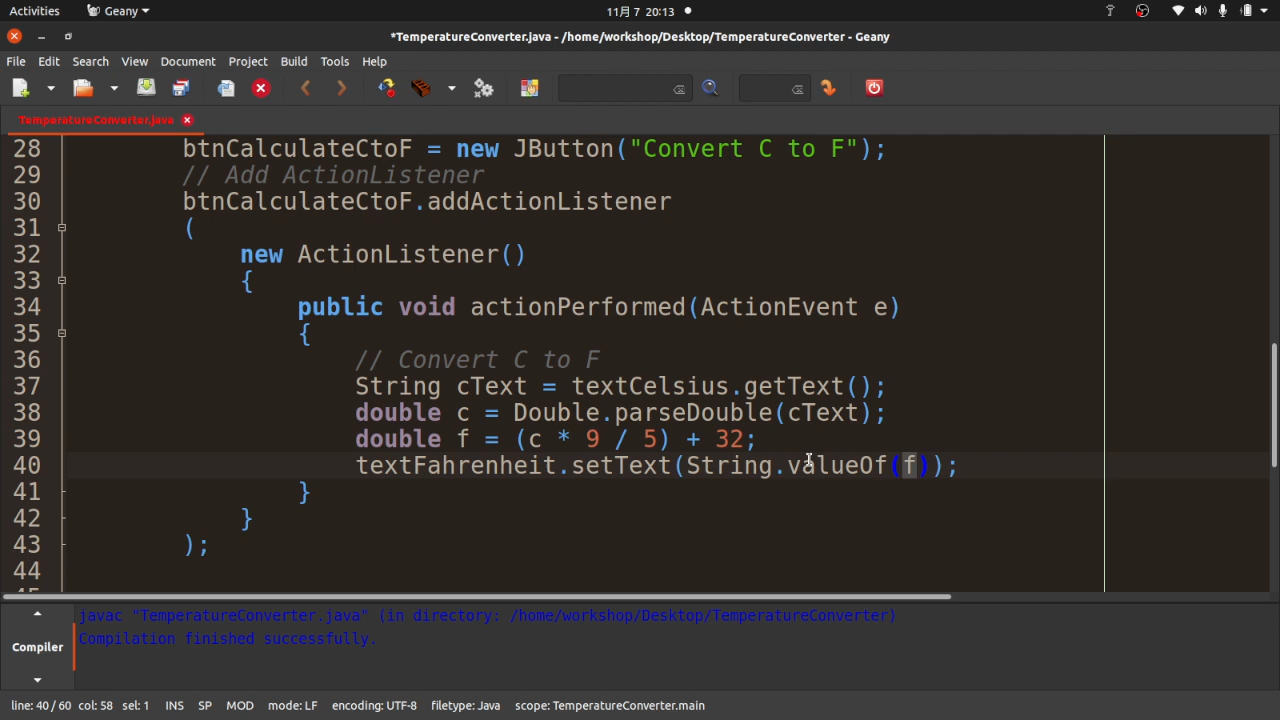 Activities Geany 11月 7 20:13
*TemperatureConverter.java - /home/workshop/Desktop/TemperatureConverter - Geany
File Edit Search View Document Project Build Tools Help
TemperatureConverter.java
28 btnCalculateCtoF = new JButton("Convert C to F");
29 // Add ActionListener
30 btnCalculateCtoF.addActionListener
31 (
32 new ActionListener()
33 {
34 public void actionPerformed(ActionEvent e)
35 {
36 // Convert C to F
37 String cText = textCelsius.getText();
38 double c = Double.parseDouble(cText);
39 double f = (c * 9 / 5) + 32;
40 textFahrenheit.setText(String.valueOf(f));
41 }
42 }
43 );
44
javac "TemperatureConverter.java" (in directory: /home/workshop/Desktop/TemperatureConverter)
Compilation finished successfully.
Compiler
line: 40 / 60 col: 58 sel: 1 INS SP MOD mode: LF encoding: UTF-8 filetype: Java scope: TemperatureConverter.main